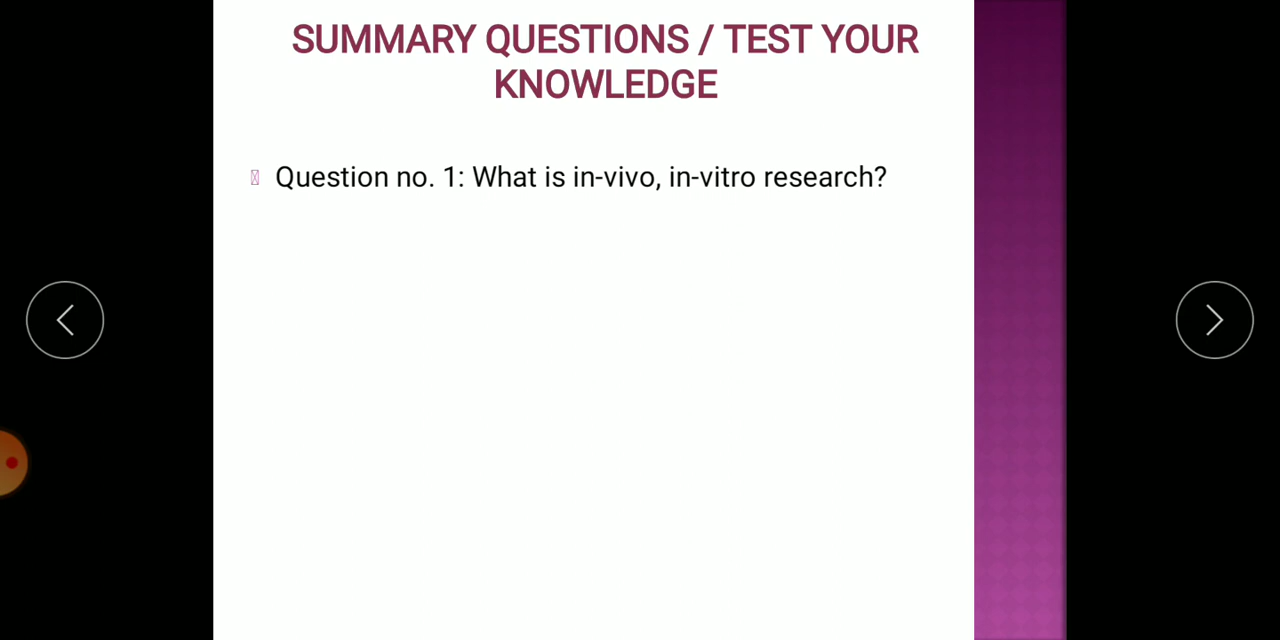 SUMMARY QUESTIONS / TEST YOUR
KNOWLEDGE
Question no. 1: What is in-vivo, in-vitro research?